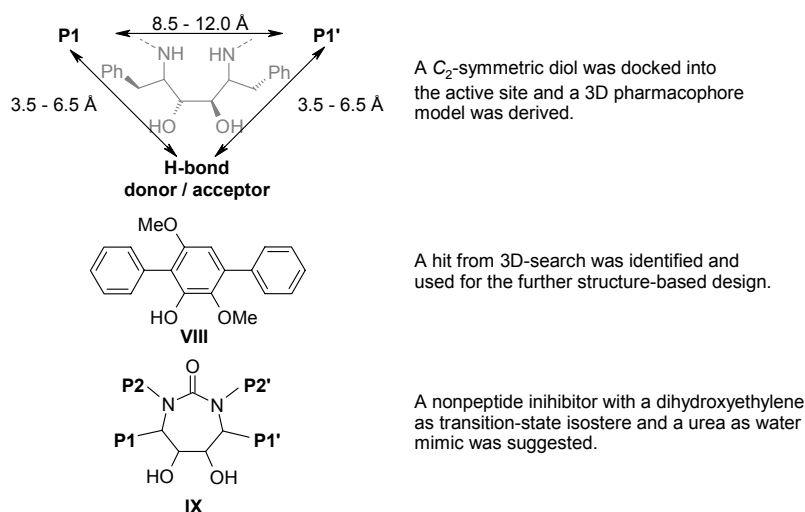 8.5 - 12.0 Å
P1 P1'
NH HN
Ph Ph
3.5 - 6.5 Å 3.5 - 6.5 Å
HO OH
H-bond
donor / acceptor
A C2-symmetric diol was docked into
the active site and a 3D pharmacophore
model was derived.
MeO
HO OMe
VIII
A hit from 3D-search was identified and
used for the further structure-based design.
O
P2 P2'
N N
P1 P1'
HO OH
IX
A nonpeptide inihibitor with a dihydroxyethylene
as transition-state isostere and a urea as water
mimic was suggested.